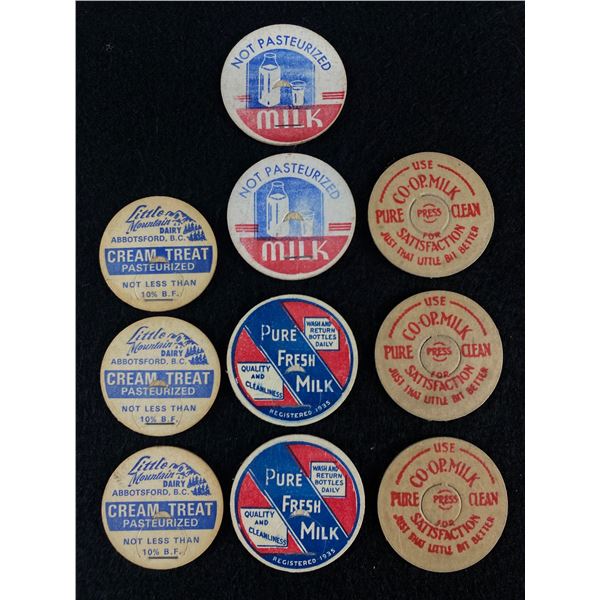 NOT PASTEURIZED
MILK
NOT PASTEURIZED
MILK
USE
CO-OP. MILK
PURE PRESS CLEAN
FOR
SATISFACTION
JUST THAT LITTLE BIT BETTER
Little
Mountain
DAIRY
ABBOTSFORD, B.C.
CREAM TREAT
PASTEURIZED
NOT LESS THAN
10% B.F.
PURE
FRESH
MILK
WASH AND
RETURN
BOTTLES
DAILY
QUALITY
AND
CLEANLINESS
REGISTERED 1935
USE
CO-OP. MILK
PURE PRESS CLEAN
FOR
SATISFACTION
JUST THAT LITTLE BIT BETTER
Little
Mountain
DAIRY
ABBOTSFORD, B.C.
CREAM TREAT
PASTEURIZED
NOT LESS THAN
10% B.F.
PURE
FRESH
MILK
WASH AND
RETURN
BOTTLES
DAILY
QUALITY
AND
CLEANLINESS
REGISTERED 1935
USE
CO-OP. MILK
PURE PRESS CLEAN
FOR
SATISFACTION
JUST THAT LITTLE BIT BETTER
Little
Mountain
DAIRY
ABBOTSFORD, B.C.
CREAM TREAT
PASTEURIZED
NOT LESS THAN
10% B.F.